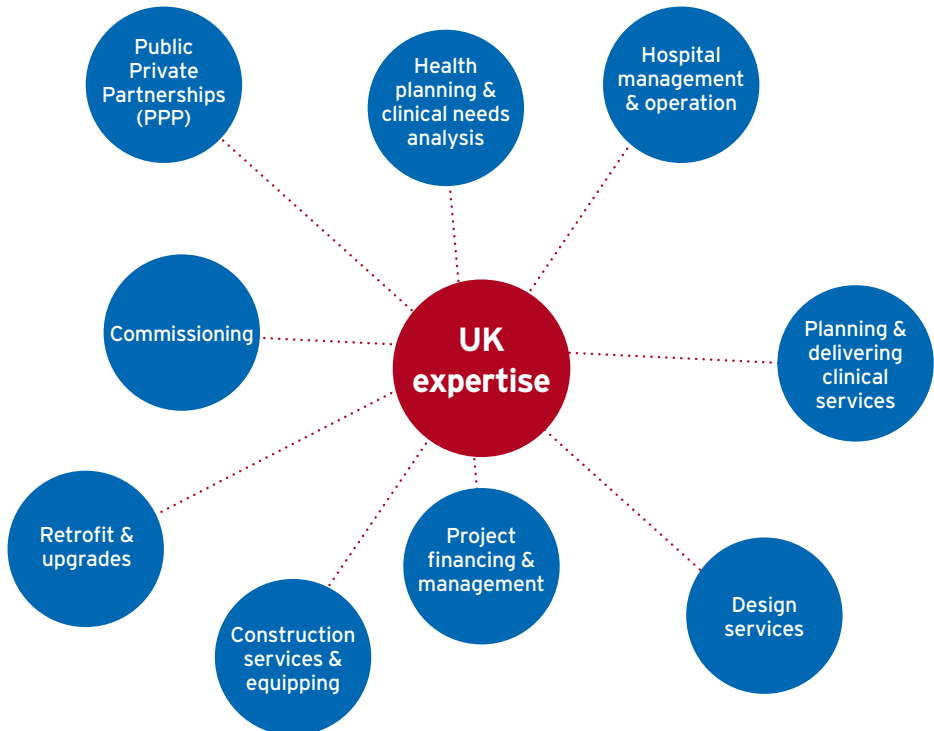 Public
Private
Partnerships
(PPP)
Health
planning &
clinical needs
analysis
Hospital
management
& operation
Commissioning
UK
expertise
Planning &
delivering
clinical
services
Retrofit &
upgrades
Construction
services &
equipping
Project
financing &
management
Design
services